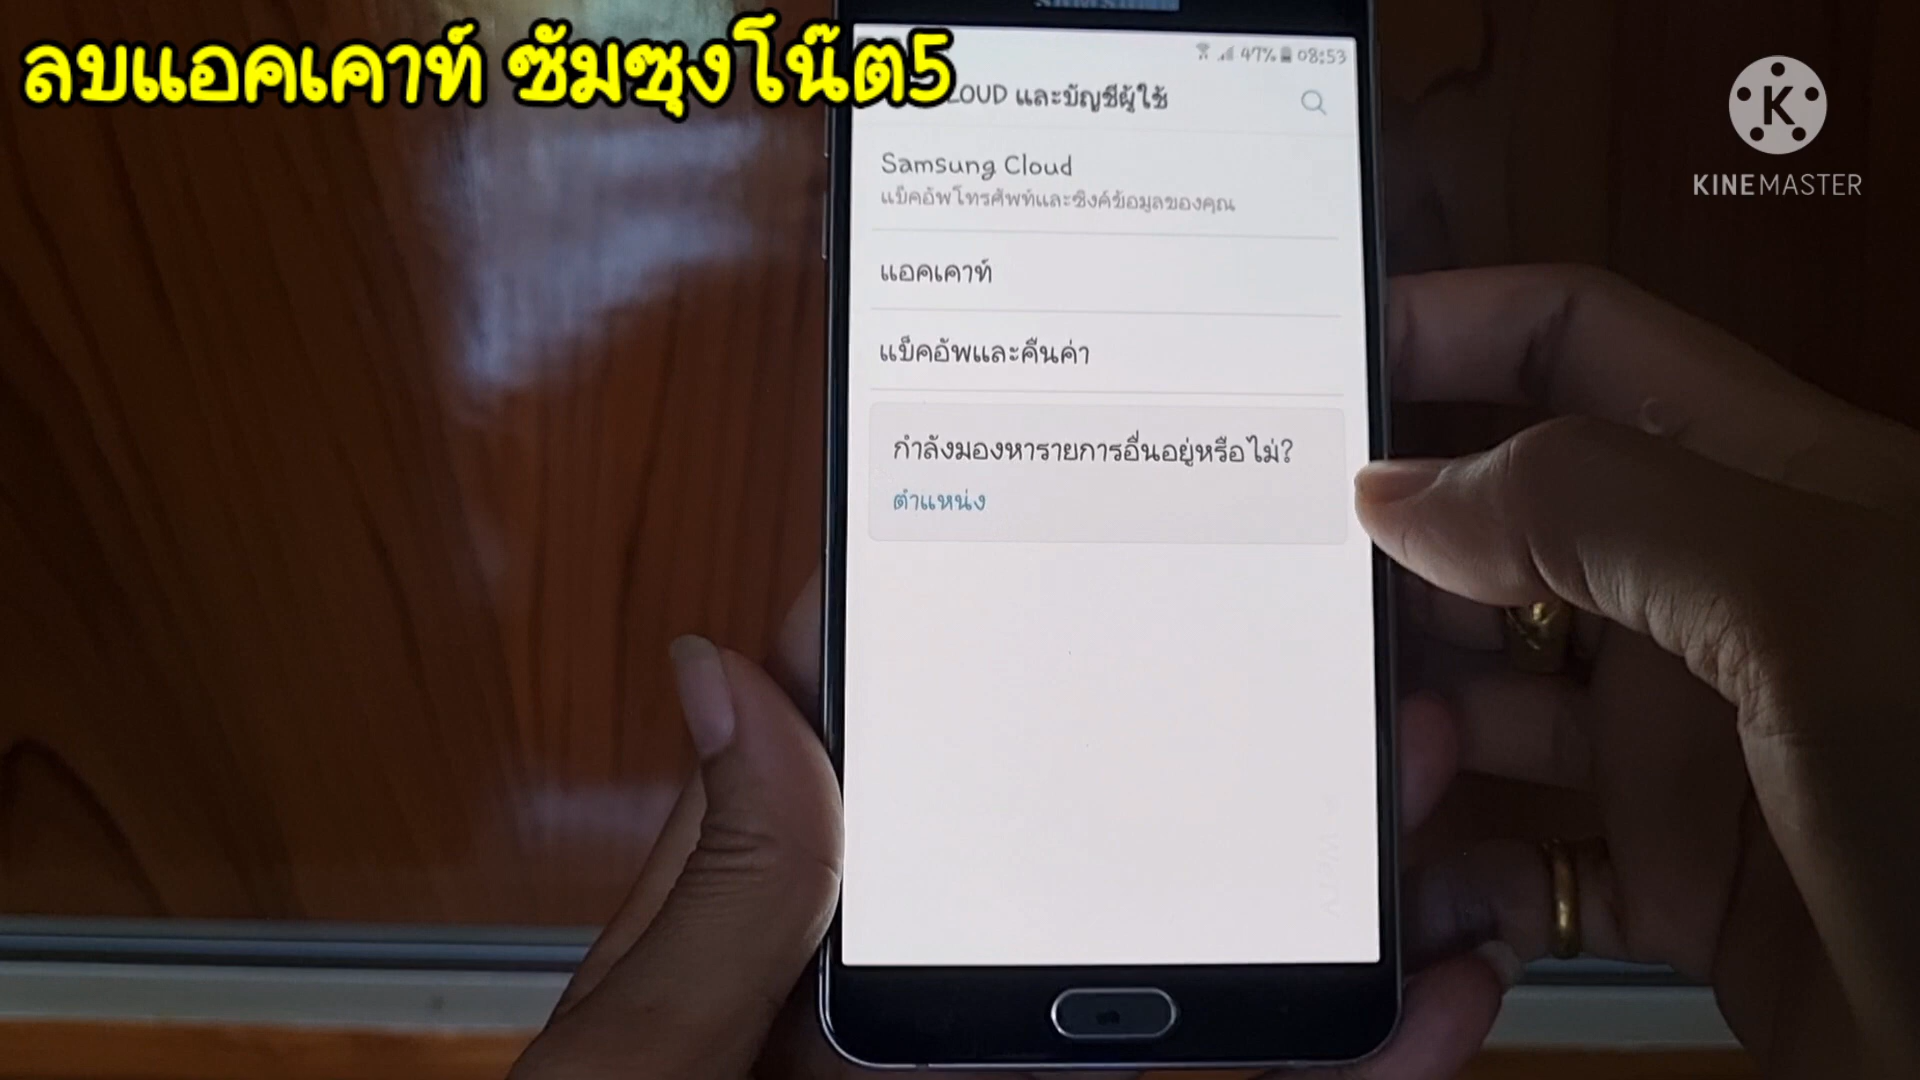 ลบแอคเคาท์ ซัมซุงโน๊ต5
SAMSUNG
47% 08:53
CLOUD และบัญชีผู้ใช้
Samsung Cloud
แบ็คอัพโทรศัพท์และซิงค์ข้อมูลของคุณ
แอคเคาท์
แบ็คอัพและคืนค่า
กำลังมองหารายการอื่นอยู่หรือไม่?
ตำแหน่ง
K
KINEMASTER